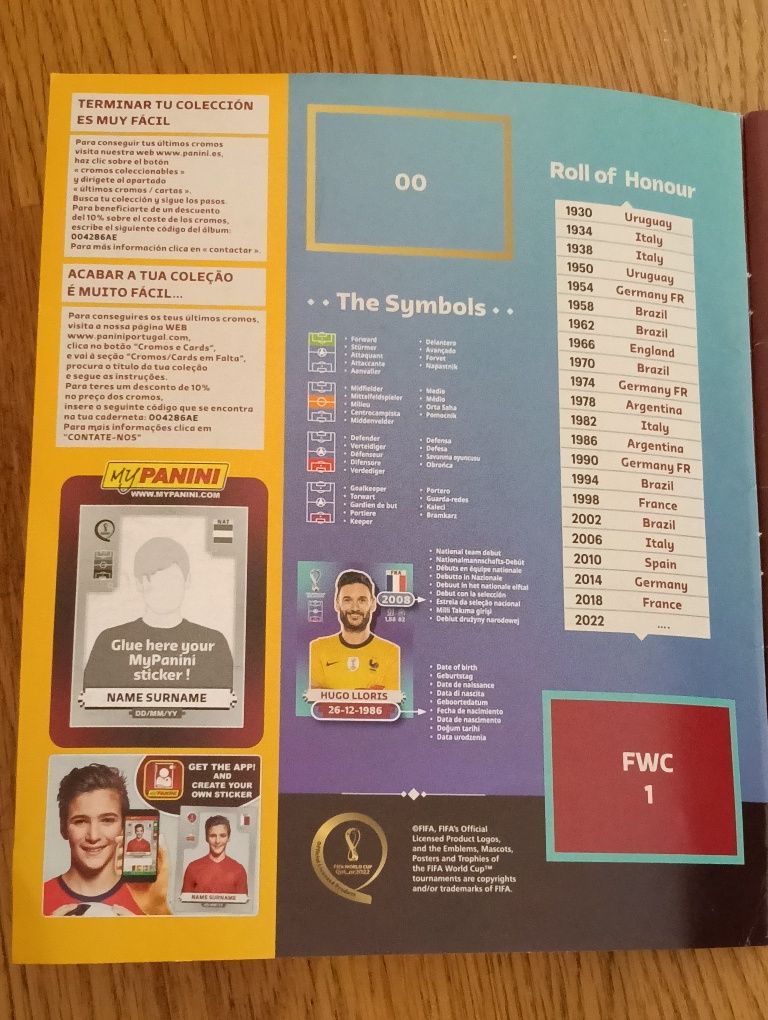 TERMINAR TU COLECCIÓN
ES MUY FÁCIL
Para conseguir tus últimos cromos
visita nuestra web www.panini.es,
haz clic sobre el botón
« cromos coleccionables »
y dirígete al apartado
« últimos cromos / cartas ».
Busca tu colección y sigue los pasos.
Para beneficiarte de un descuento
del 10% sobre el coste de los cromos,
escribe el siguiente código del álbum:
004286AE
Para más información clica en « contactar ».
ACABAR A TUA COLEÇÃO
É MUITO FÁCIL...
Para conseguires os teus últimos cromos,
visita a nossa página WEB
www.paniniportugal.com,
clica no botão "Cromos e Cards",
e vai à seção "Cromos/Cards em Falta",
procura o título da tua coleção
e segue as instruções.
Para teres um desconto de 10%
no preço dos cromos,
insere o seguinte código que se encontra
na tua caderneta: 004286AE
Para mais informações clica em
"CONTATE-NOS"
MyPANINI
WWW.MYPANINI.COM
NAT
Glue here your
MyPanini
sticker !
NAME SURNAME
DD/MM/YY
GET THE APP!
AND
CREATE YOUR
OWN STICKER
NAME SURNAME
00
The Symbols
• Forward
• Stürmer
• Attaquant
• Attaccante
• Aanvaller
• Delantero
• Avançado
• Forvet
• Napastnik
• Midfielder
• Mittelfeldspieler
• Milieu
• Centrocampista
• Middenvelder
• Medio
• Médio
• Orta Saha
• Pomocnik
• Defender
• Verteidiger
• Défenseur
• Difensore
• Verdediger
• Defensa
• Defesa
• Savunma oyuncusu
• Obrońca
• Goalkeeper
• Torwart
• Gardien de but
• Portiere
• Keeper
• Portero
• Guarda-redes
• Kaleci
• Bramkarz
FRA
2008
1,88 82
HUGO LLORIS
26-12-1986
• National team debut
• Nationalmannschafts-Debüt
• Débuts en équipe nationale
• Debutto in Nazionale
• Debuut in het nationale elftal
• Debut con la selección
• Estreia da seleção nacional
• Milli Takıma girişi
• Debiut drużyny narodowej
• Date of birth
• Geburtstag
• Date de naissance
• Data di nascita
• Geboortedatum
• Fecha de nacimiento
• Data de nascimento
• Doğum tarihi
• Data urodzenia
Official Licensed Product
FIFA WORLD CUP
Qatar2022
©FIFA, FIFA's Official
Licensed Product Logos,
and the Emblems, Mascots,
Posters and Trophies of
the FIFA World Cup™
tournaments are copyrights
and/or trademarks of FIFA.
Roll of Honour
1930 Uruguay
1934 Italy
1938 Italy
1950 Uruguay
1954 Germany FR
1958 Brazil
1962 Brazil
1966 England
1970 Brazil
1974 Germany FR
1978 Argentina
1982 Italy
1986 Argentina
1990 Germany FR
1994 Brazil
1998 France
2002 Brazil
2006 Italy
2010 Spain
2014 Germany
2018 France
2022 ....
FWC
1